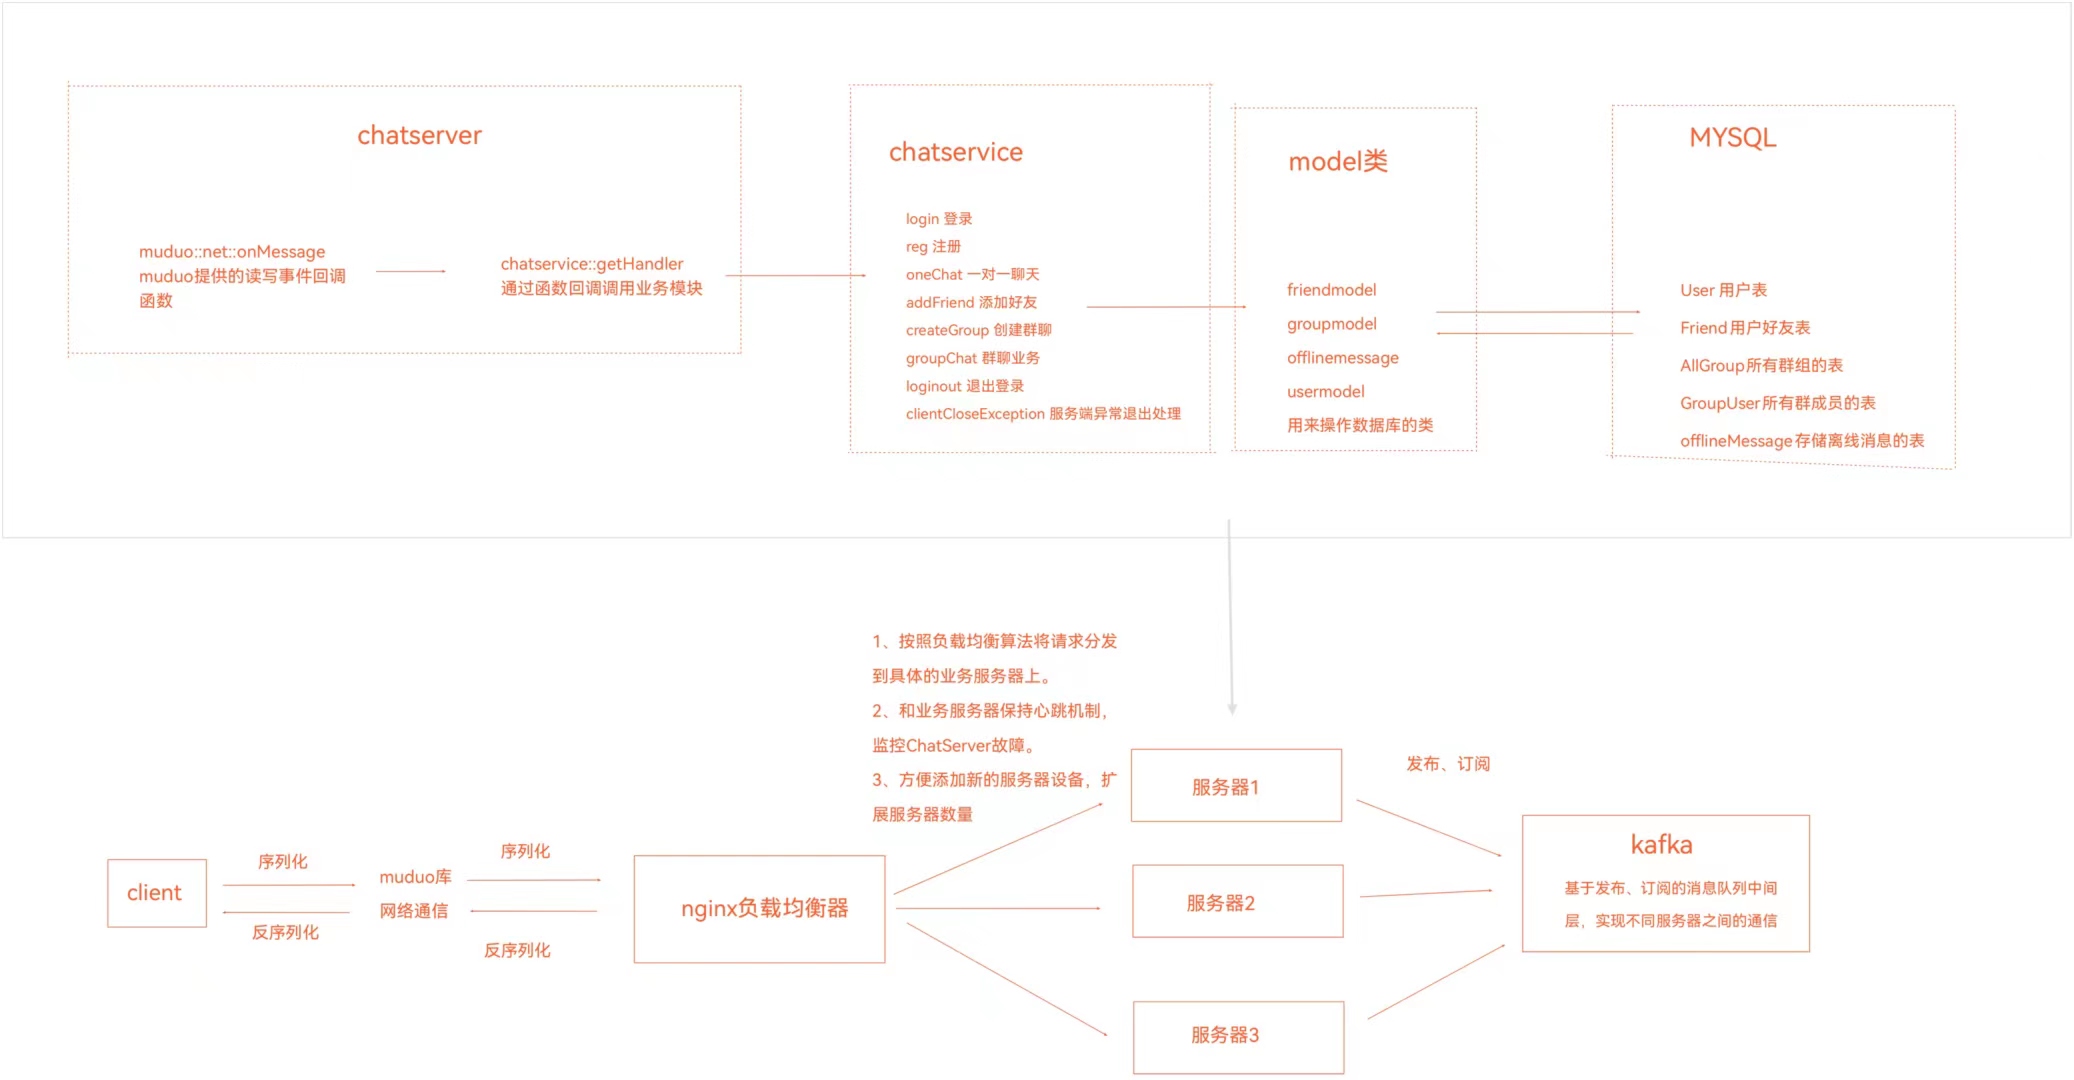 chatserver
muduo::net::onMessage
muduo提供的读写事件回调
函数
chatservice::getHandler
通过函数回调调用业务模块
chatservice
login 登录
reg 注册
oneChat 一对一聊天
addFriend 添加好友
createGroup 创建群聊
groupChat 群聊业务
loginout 退出登录
clientCloseException 服务端异常退出处理
model类
friendmodel
groupmodel
offlinemessage
usermodel
用来操作数据库的类
MYSQL
User 用户表
Friend用户好友表
AllGroup所有群组的表
GroupUser所有群成员的表
offlineMessage存储离线消息的表
1、按照负载均衡算法将请求分发
到具体的业务服务器上。
2、和业务服务器保持心跳机制，
监控ChatServer故障。
3、方便添加新的服务器设备，扩
展服务器数量
client
序列化
反序列化
muduo库
网络通信
序列化
反序列化
nginx负载均衡器
服务器1
服务器2
服务器3
发布、订阅
kafka
基于发布、订阅的消息队列中间
层，实现不同服务器之间的通信